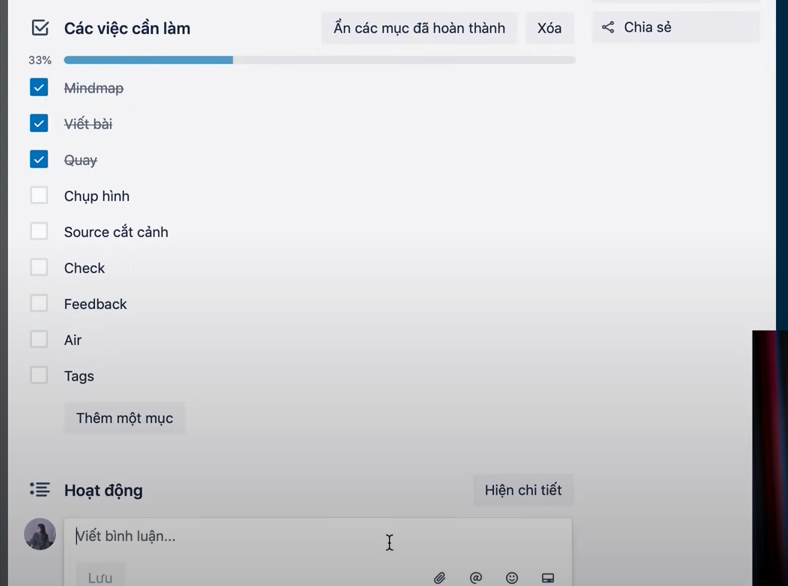 Các việc cần làm
Ẩn các mục đã hoàn thành
Xóa
Chia sẻ
33%
Mindmap
Viết bài
Quay
Chụp hình
Source cắt cảnh
Check
Feedback
Air
Tags
Thêm một mục
Hoạt động
Hiện chi tiết
Viết bình luận...
Lưu
@